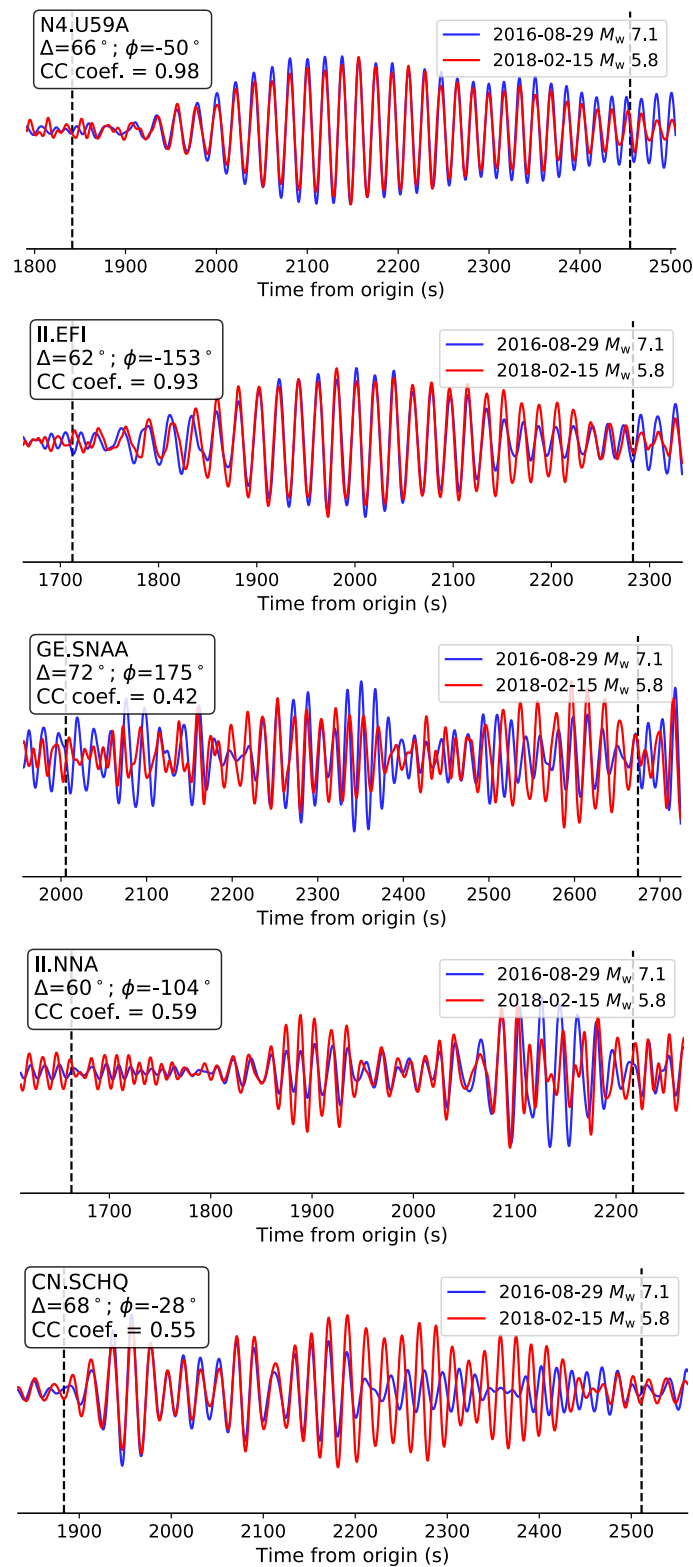 N4.U59A
Δ=66°; ϕ=-50°
CC coef. = 0.98
2016-08-29 Mw 7.1
2018-02-15 Mw 5.8
1800 1900 2000 2100 2200 2300 2400 2500
Time from origin (s)
II.EFI
Δ=62°; ϕ=-153°
CC coef. = 0.93
2016-08-29 Mw 7.1
2018-02-15 Mw 5.8
1700 1800 1900 2000 2100 2200 2300
Time from origin (s)
GE.SNAA
Δ=72°; ϕ=175°
CC coef. = 0.42
2016-08-29 Mw 7.1
2018-02-15 Mw 5.8
2000 2100 2200 2300 2400 2500 2600 2700
Time from origin (s)
II.NNA
Δ=60°; ϕ=-104°
CC coef. = 0.59
2016-08-29 Mw 7.1
2018-02-15 Mw 5.8
1700 1800 1900 2000 2100 2200
Time from origin (s)
CN.SCHQ
Δ=68°; ϕ=-28°
CC coef. = 0.55
2016-08-29 Mw 7.1
2018-02-15 Mw 5.8
1900 2000 2100 2200 2300 2400 2500
Time from origin (s)